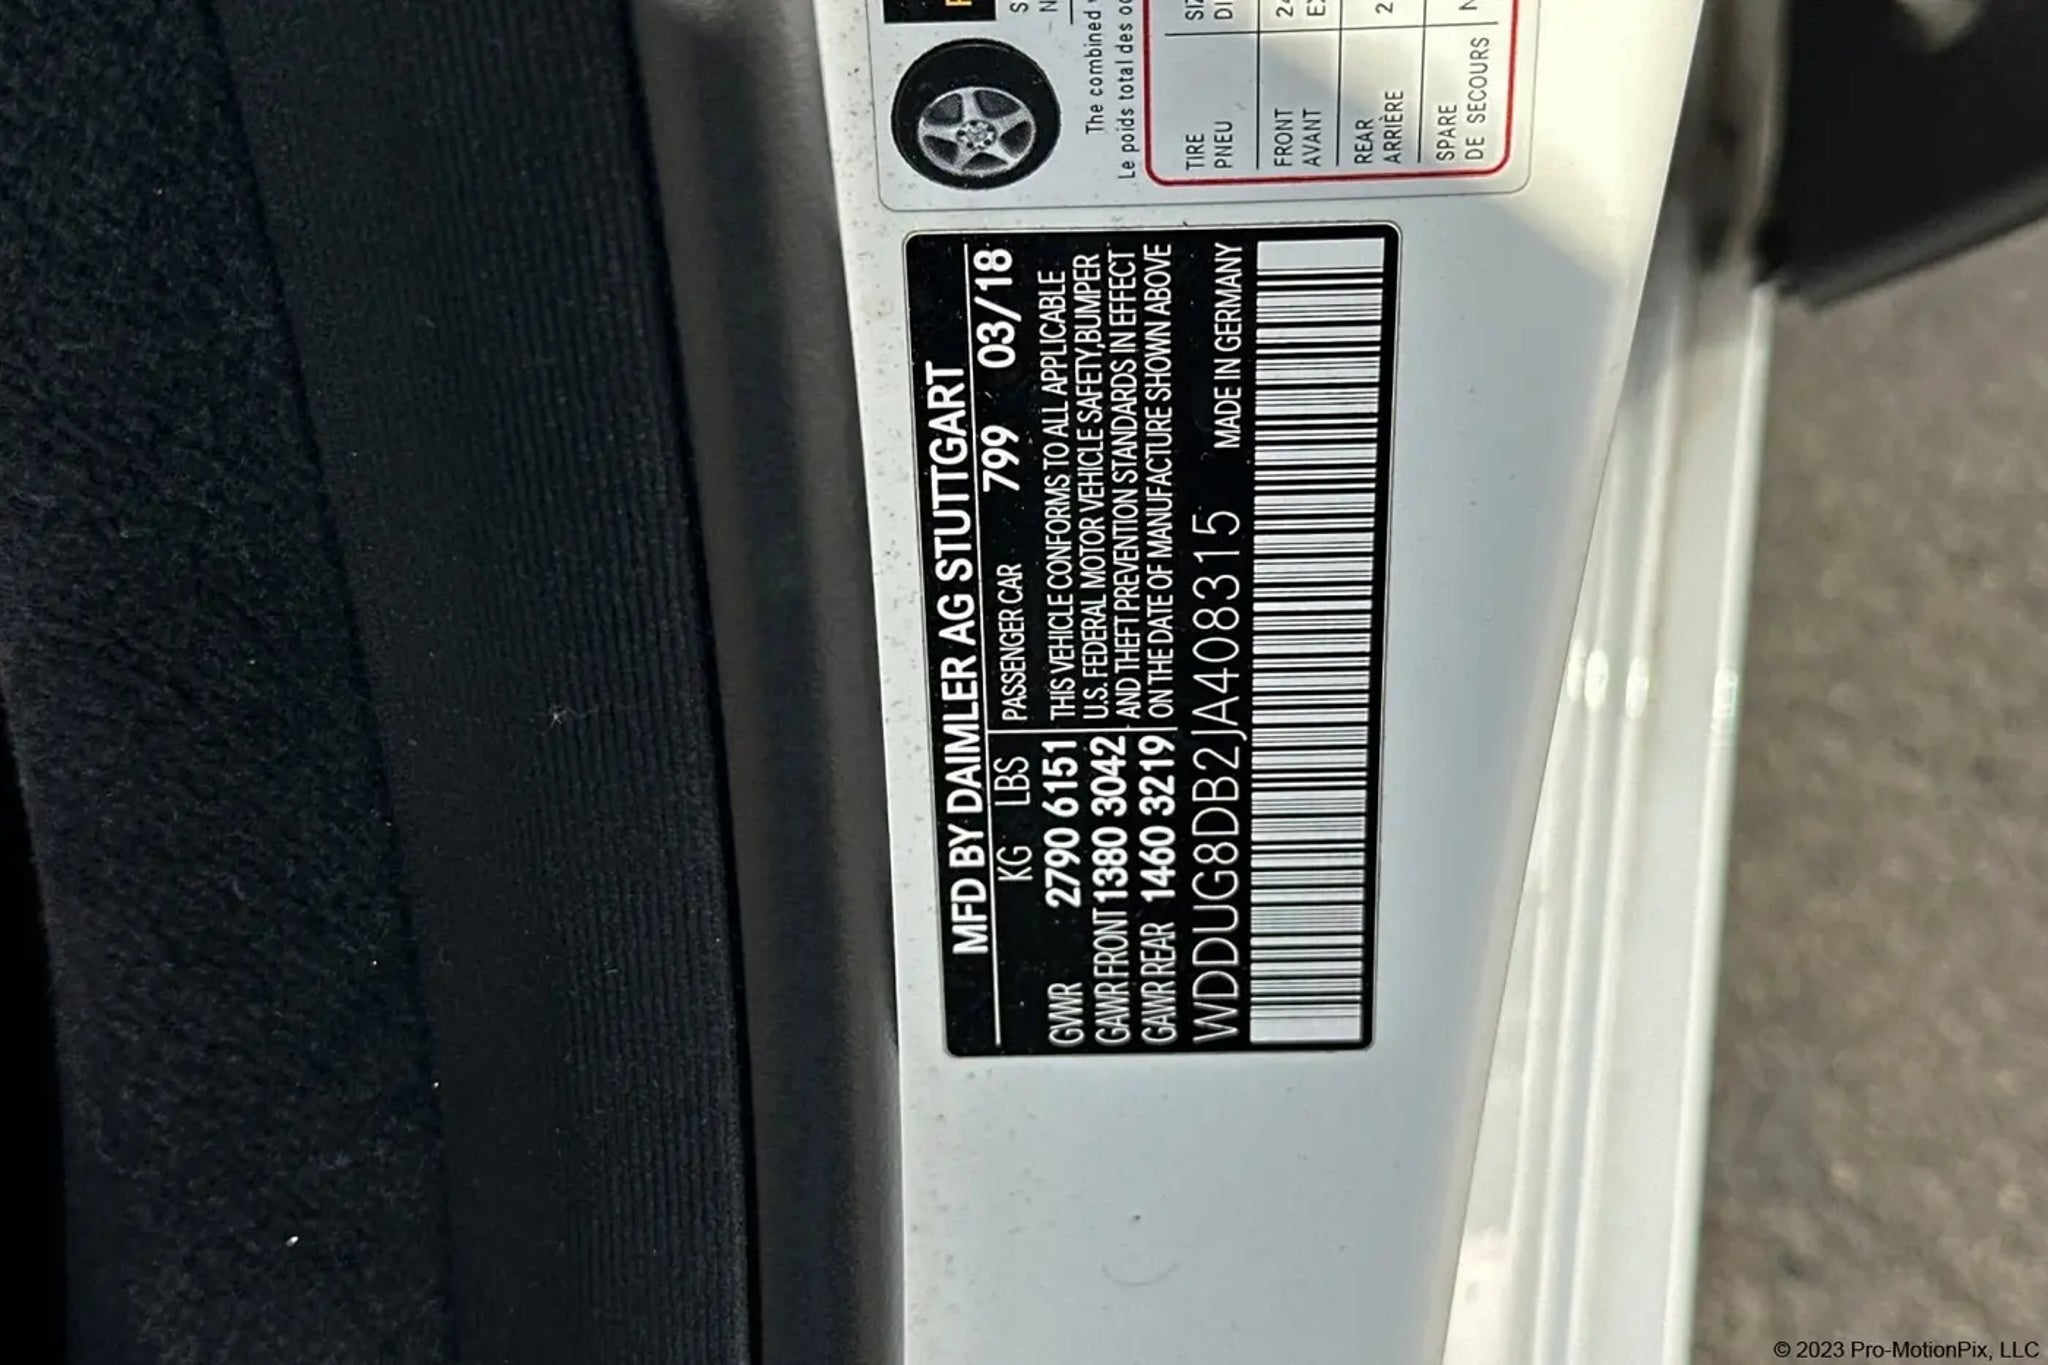 MFD BY DAIMLER AG STUTTGART
KG LBS PASSENGER CAR 799 03/18
GVWR 2790 6151 THIS VEHICLE CONFORMS TO ALL APPLICABLE
U.S. FEDERAL MOTOR VEHICLE SAFETY,BUMPER
GAWR FRONT 1380 3042 AND THEFT PREVENTION STANDARDS IN EFFECT
GAWR REAR 1460 3219 ON THE DATE OF MANUFACTURE SHOWN ABOVE
WDDUG8DB2JA408315 MADE IN GERMANY
The combined
Le poids total des
TIRE
PNEU
FRONT
AVANT
REAR
ARRIÈRE
SPARE
DE SECOURS
© 2023 Pro-MotionPix, LLC